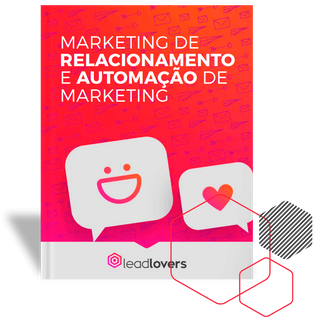 MARKETING DE
RELACIONAMENTO
E AUTOMAÇÃO DE
MARKETING
leadlovers